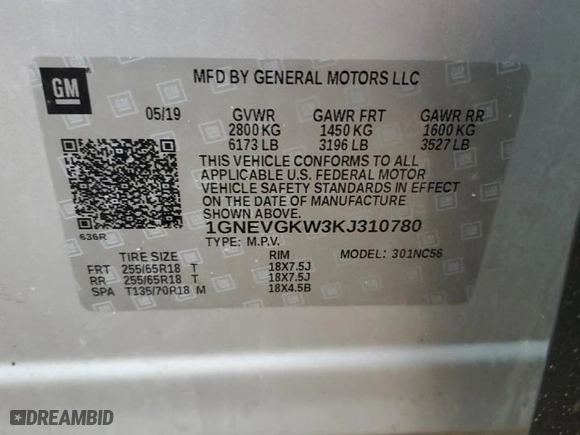 GM
MFD BY GENERAL MOTORS LLC
05/19 GVWR GAWR FRT GAWR RR
2800 KG 1450 KG 1600 KG
6173 LB 3196 LB 3527 LB
THIS VEHICLE CONFORMS TO ALL
APPLICABLE U.S. FEDERAL MOTOR
VEHICLE SAFETY STANDARDS IN EFFECT
ON THE DATE OF MANUFACTURE
SHOWN ABOVE.
1GNEVGKW3KJ310780
636R
TYPE: M.P.V.
TIRE SIZE RIM MODEL: 301NC56
FRT 255/65R18 T 18X7.5J
RR 255/65R18 T 18X7.5J
SPA T135/70R18 M 18X4.5B
DREAMBID